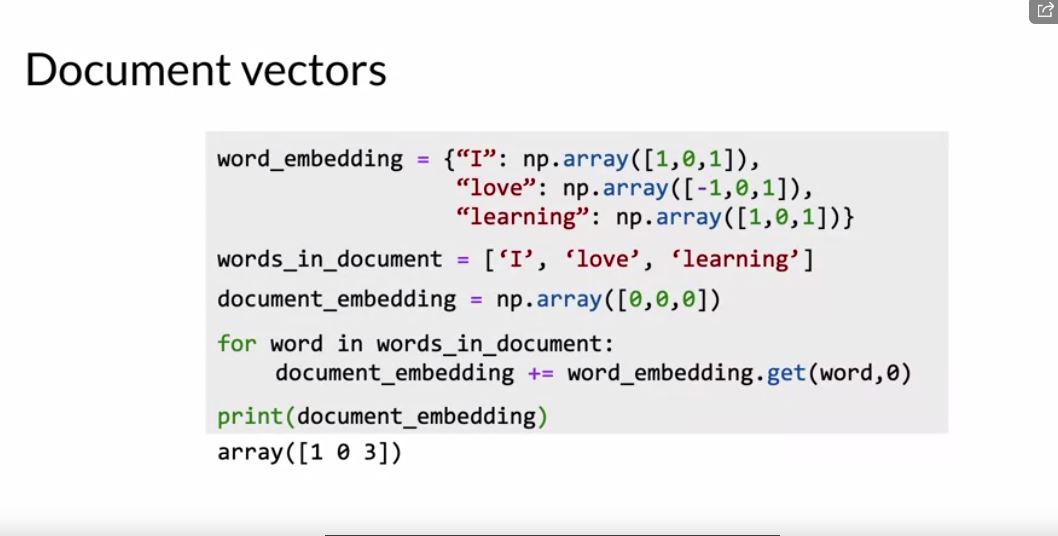 Document vectors
word_embedding = {“I”: np.array([1,0,1]),
“love”: np.array([-1,0,1]),
“learning”: np.array([1,0,1])}
words_in_document = [‘I’, ‘love’, ‘learning’]
document_embedding = np.array([0,0,0])
for word in words_in_document:
document_embedding += word_embedding.get(word,0)
print(document_embedding)
array([1 0 3])